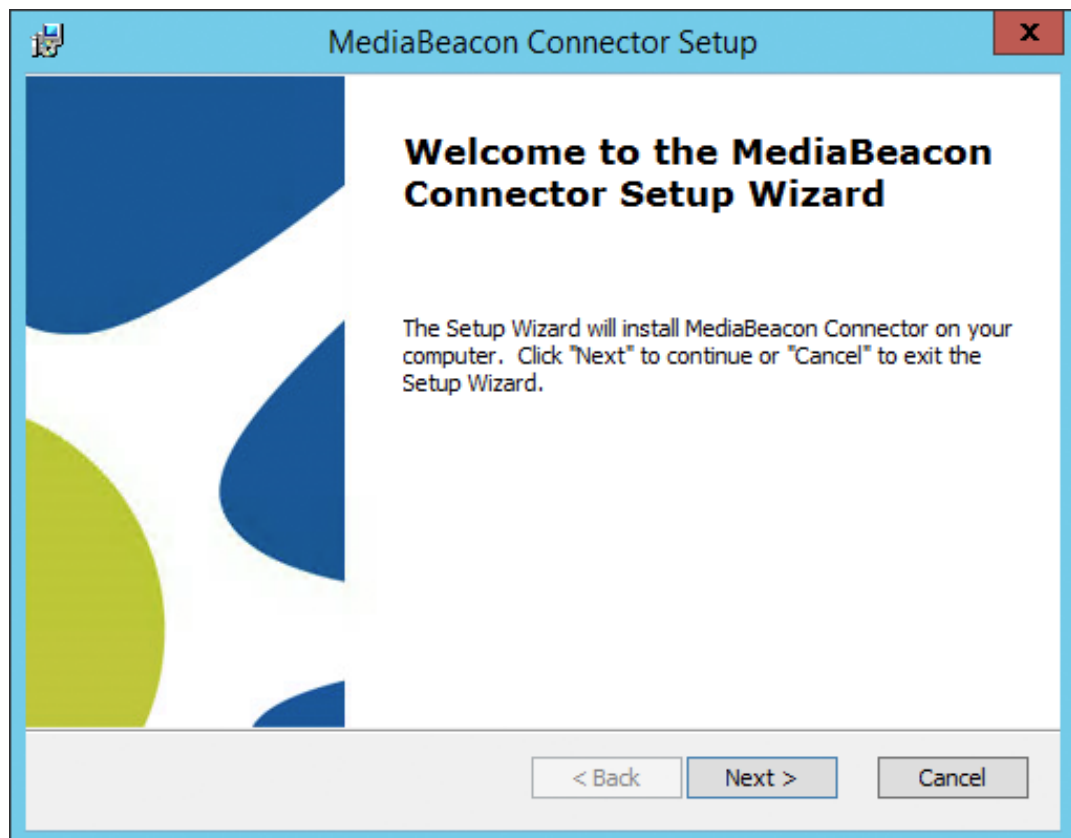 MediaBeacon Connector Setup
x
Welcome to the MediaBeacon
Connector Setup Wizard
The Setup Wizard will install MediaBeacon Connector on your
computer.  Click "Next" to continue or "Cancel" to exit the
Setup Wizard.
< Back
Next >
Cancel